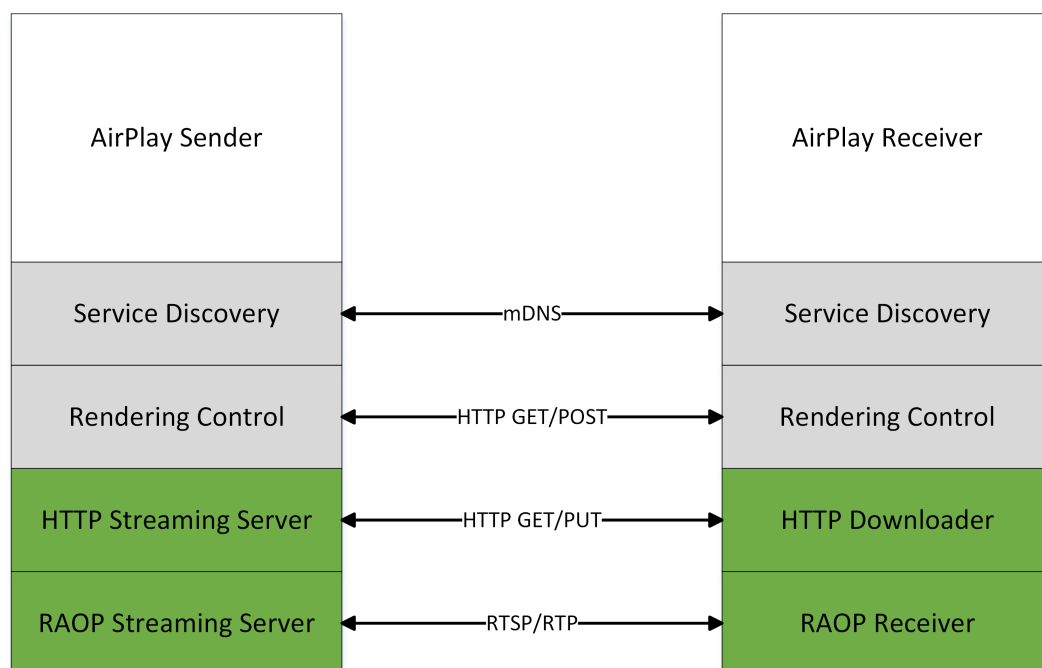 AirPlay Sender
AirPlay Receiver
Service Discovery
mDNS
Service Discovery
Rendering Control
HTTP GET/POST
Rendering Control
HTTP Streaming Server
HTTP GET/PUT
HTTP Downloader
RAOP Streaming Server
RTSP/RTP
RAOP Receiver